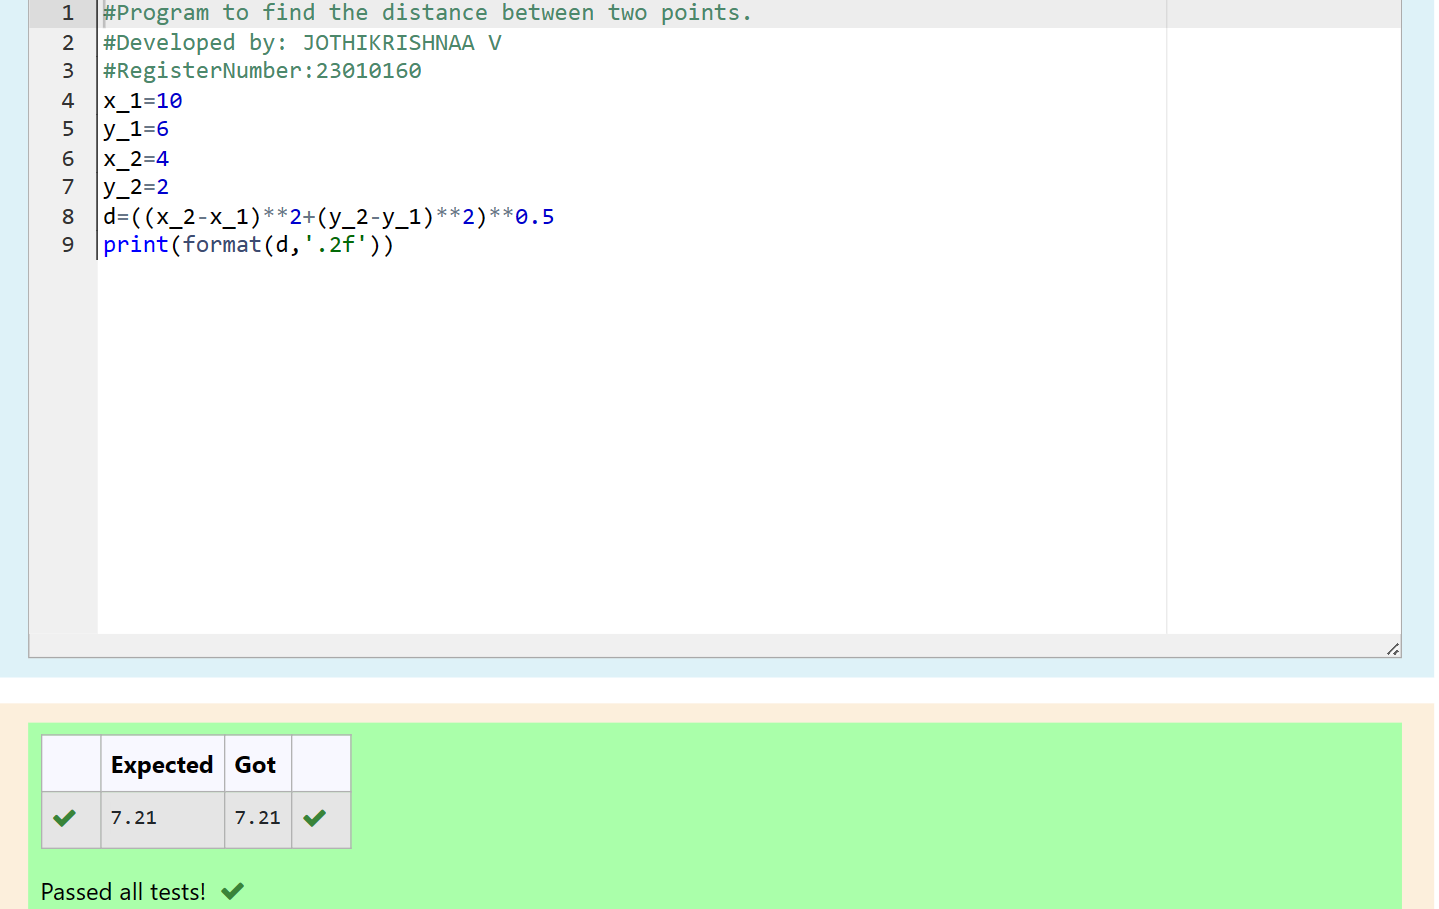 1 #Program to find the distance between two points.
2 #Developed by: JOTHIKRISHNAA V
3 #RegisterNumber:23010160
4 x_1=10
5 y_1=6
6 x_2=4
7 y_2=2
8 d=((x_2-x_1)**2+(y_2-y_1)**2)**0.5
9 print(format(d,'.2f'))
Expected Got
7.21 7.21
Passed all tests!